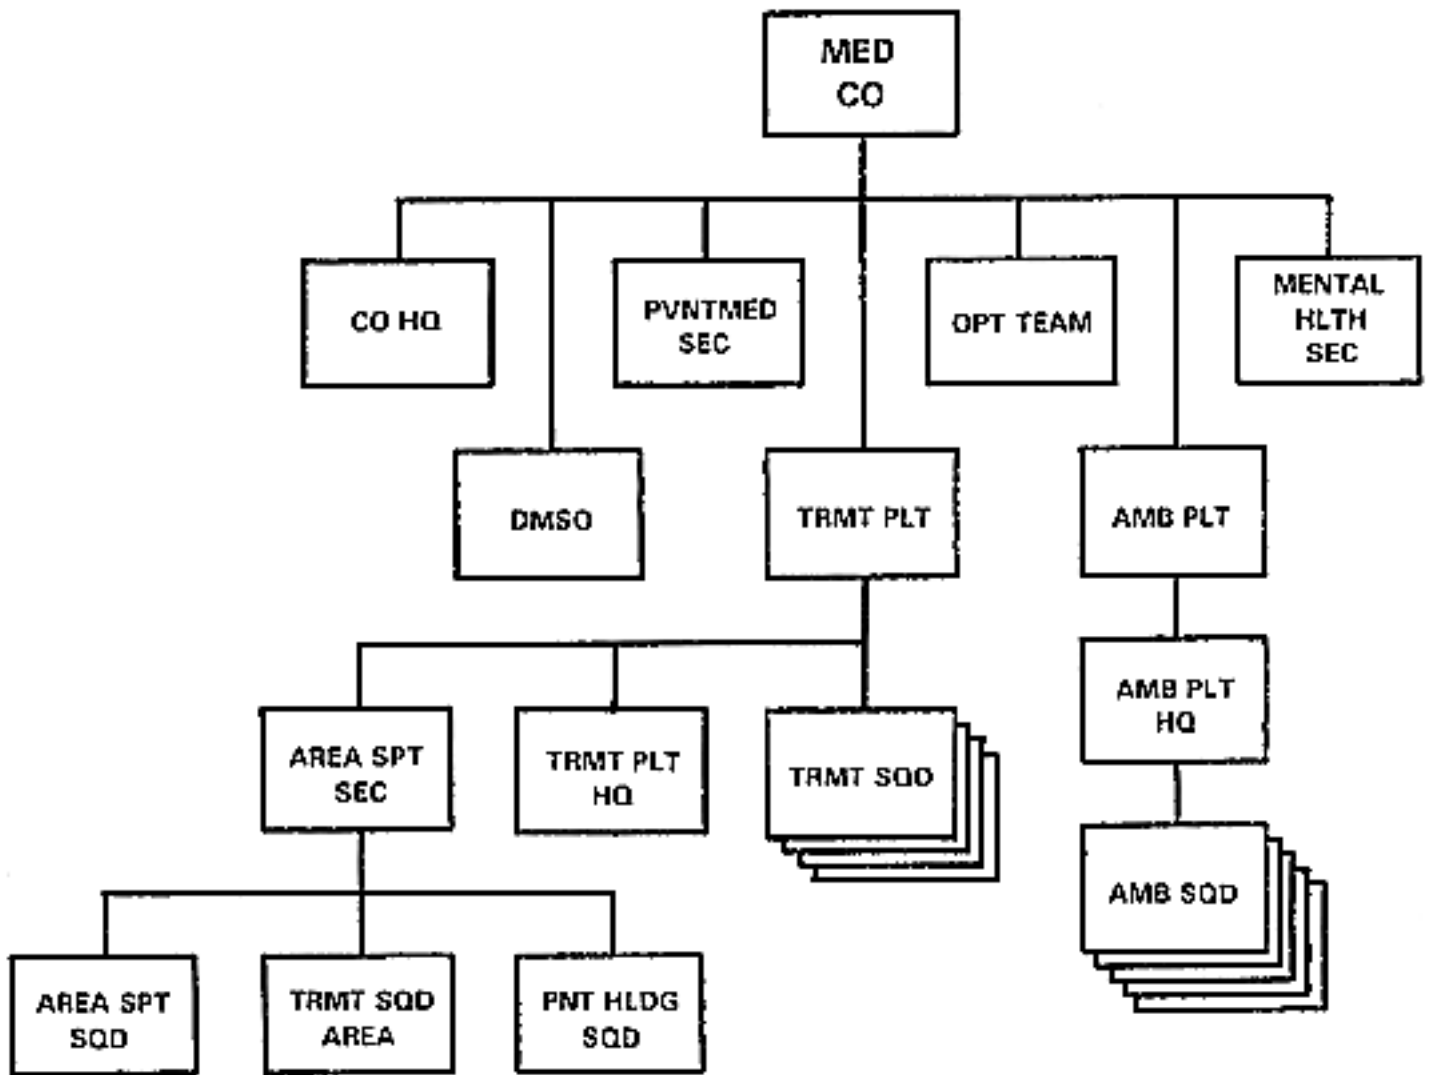 MED
CO
CO HQ
PVNTMED
SEC
OPT TEAM
MENTAL
HLTH
SEC
DMSO
TRMT PLT
AMB PLT
AMB PLT
HQ
AREA SPT
SEC
TRMT PLT
HQ
TRMT SQD
AMB SQD
AREA SPT
SQD
TRMT SQD
AREA
PNT HLDG
SQD